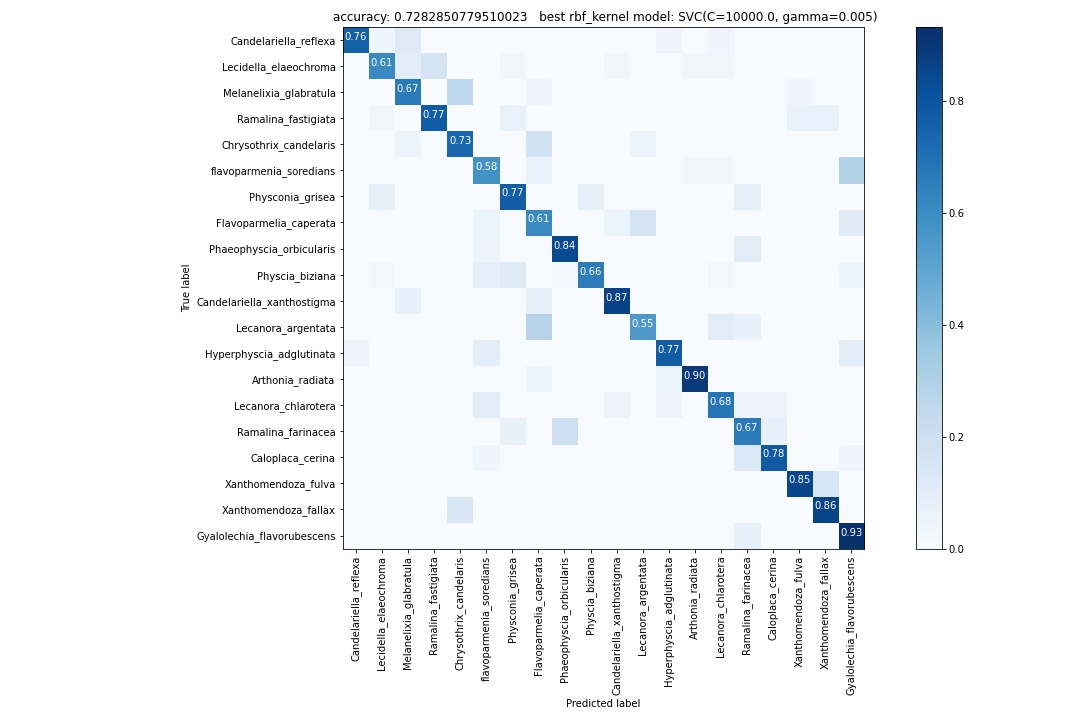 accuracy: 0.7282850779510023   best rbf_kernel model: SVC(C=10000.0, gamma=0.005)
True label
Candelariella_reflexa
Lecidella_elaeochroma
Melanelixia_glabratula
Ramalina_fastigiata
Chrysothrix_candelaris
flavoparmenia_soredians
Physconia_grisea
Flavoparmelia_caperata
Phaeophyscia_orbicularis
Physcia_biziana
Candelariella_xanthostigma
Lecanora_argentata
Hyperphyscia_adglutinata
Arthonia_radiata
Lecanora_chlarotera
Ramalina_farinacea
Caloplaca_cerina
Xanthomendoza_fulva
Xanthomendoza_fallax
Gyalolechia_flavorubescens
0.76
0.61
0.67
0.77
0.73
0.58
0.77
0.61
0.84
0.66
0.87
0.55
0.77
0.90
0.68
0.67
0.78
0.85
0.86
0.93
0.8
0.6
0.4
0.2
0.0
Candelariella_reflexa
Lecidella_elaeochroma
Melanelixia_glabratula
Ramalina_fastigiata
Chrysothrix_candelaris
flavoparmenia_soredians
Physconia_grisea
Flavoparmelia_caperata
Phaeophyscia_orbicularis
Physcia_biziana
Candelariella_xanthostigma
Lecanora_argentata
Hyperphyscia_adglutinata
Arthonia_radiata
Lecanora_chlarotera
Ramalina_farinacea
Caloplaca_cerina
Xanthomendoza_fulva
Xanthomendoza_fallax
Gyalolechia_flavorubescens
Predicted label